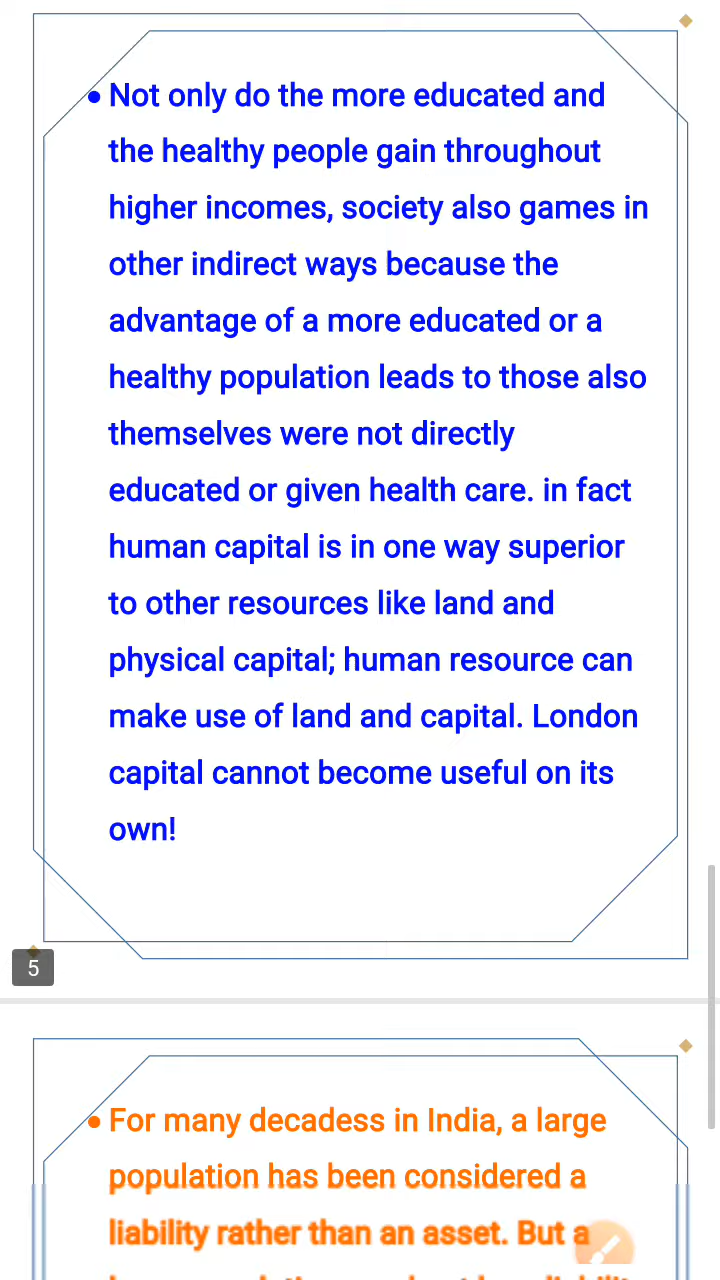 • Not only do the more educated and
the healthy people gain throughout
higher incomes, society also games in
other indirect ways because the
advantage of a more educated or a
healthy population leads to those also
themselves were not directly
educated or given health care. in fact
human capital is in one way superior
to other resources like land and
physical capital; human resource can
make use of land and capital. London
capital cannot become useful on its
own!
5
• For many decadess in India, a large
population has been considered a
liability rather than an asset. But a